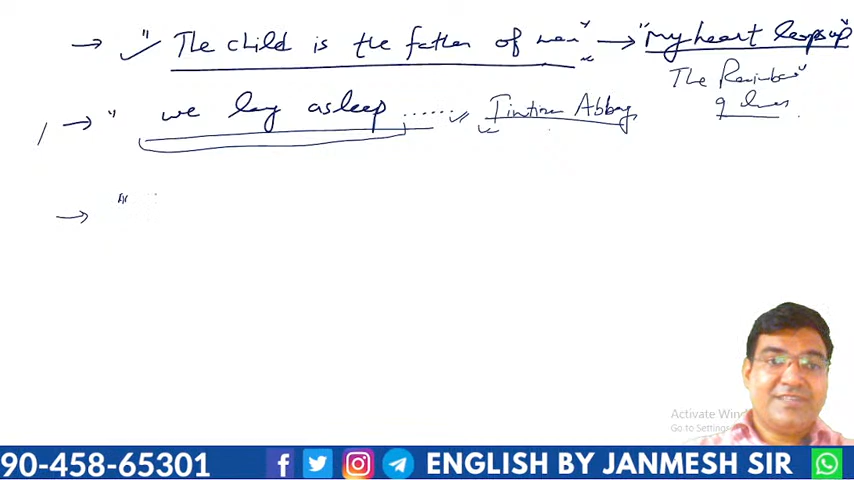 → "The child is the father of man" → "My heart leaps up"
The Rainbow"
9 lines
→ " we lay asleep ...... Tintern Abbey
→ "
Activate Wind
Go to Settings
90-458-65301 ENGLISH BY JANMESH SIR